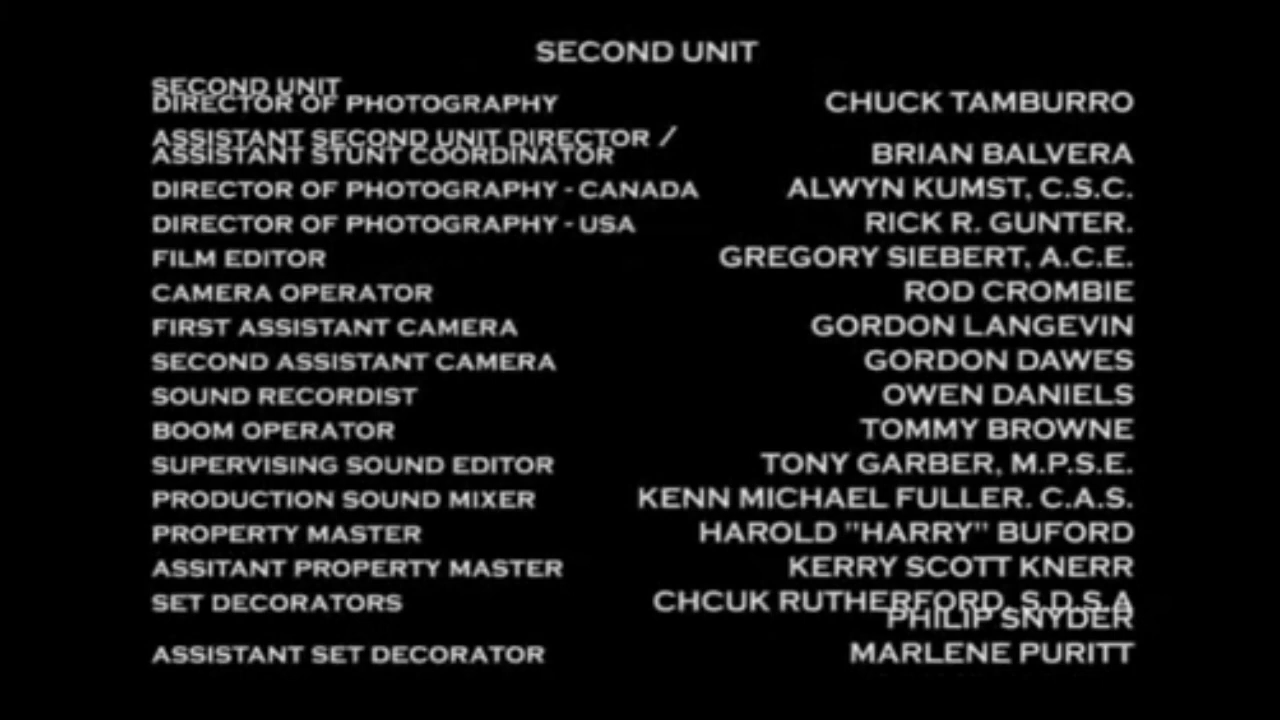 SECOND UNIT
SECOND UNIT
DIRECTOR OF PHOTOGRAPHY CHUCK TAMBURRO
ASSISTANT SECOND UNIT DIRECTOR /
ASSISTANT STUNT COORDINATOR BRIAN BALVERA
DIRECTOR OF PHOTOGRAPHY - CANADA ALWYN KUMST, C.S.C.
DIRECTOR OF PHOTOGRAPHY - USA RICK R. GUNTER.
FILM EDITOR GREGORY SIEBERT, A.C.E.
CAMERA OPERATOR ROD CROMBIE
FIRST ASSISTANT CAMERA GORDON LANGEVIN
SECOND ASSISTANT CAMERA GORDON DAWES
SOUND RECORDIST OWEN DANIELS
BOOM OPERATOR TOMMY BROWNE
SUPERVISING SOUND EDITOR TONY GARBER, M.P.S.E.
PRODUCTION SOUND MIXER KENN MICHAEL FULLER. C.A.S.
PROPERTY MASTER HAROLD "HARRY" BUFORD
ASSITANT PROPERTY MASTER KERRY SCOTT KNERR
SET DECORATORS CHCUK RUTHERFORD, S.D.S.A
PHILIP SNYDER
ASSISTANT SET DECORATOR MARLENE PURITT